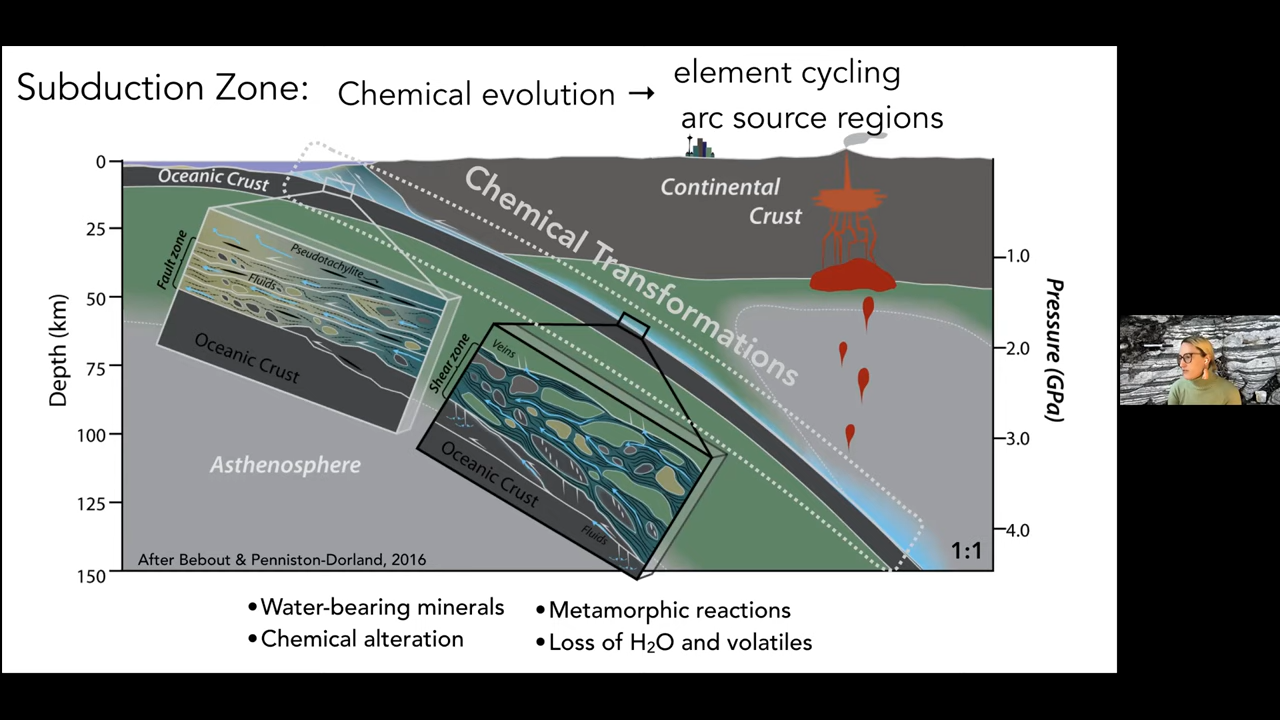 Subduction Zone:
Chemical evolution →
element cycling
arc source regions
0
25
50
75
100
125
150
Depth (km)
Oceanic Crust
Continental
Crust
Chemical Transformations
Fault zone
Pseudotachylite
Fluids
Oceanic Crust
Shear zone
Veins
Oceanic Crust
Fluids
Asthenosphere
1.0
2.0
3.0
4.0
Pressure (GPa)
1:1
After Bebout & Penniston-Dorland, 2016
•Water-bearing minerals
•Chemical alteration
•Metamorphic reactions
•Loss of H₂O and volatiles